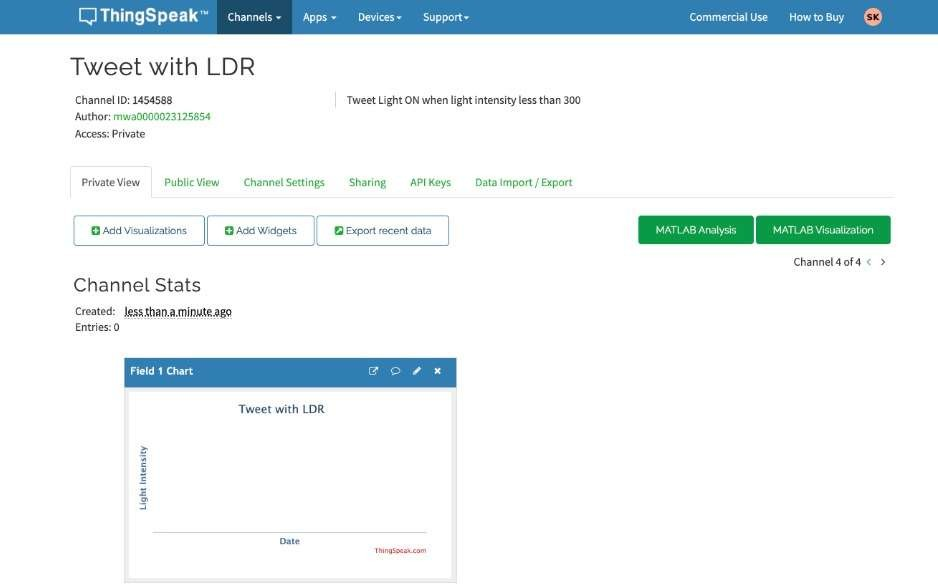 ThingSpeak™ Channels Apps Devices Support Commercial Use How to Buy SK
Tweet with LDR
Channel ID: 1454588
Author: mwa0000023125854
Access: Private
Tweet Light ON when light intensity less than 300
Private View Public View Channel Settings Sharing API Keys Data Import / Export
Add Visualizations Add Widgets Export recent data MATLAB Analysis MATLAB Visualization
Channel 4 of 4 < >
Channel Stats
Created: less than a minute ago
Entries: 0
Field 1 Chart
Tweet with LDR
Light Intensity
Date
ThingSpeak.com